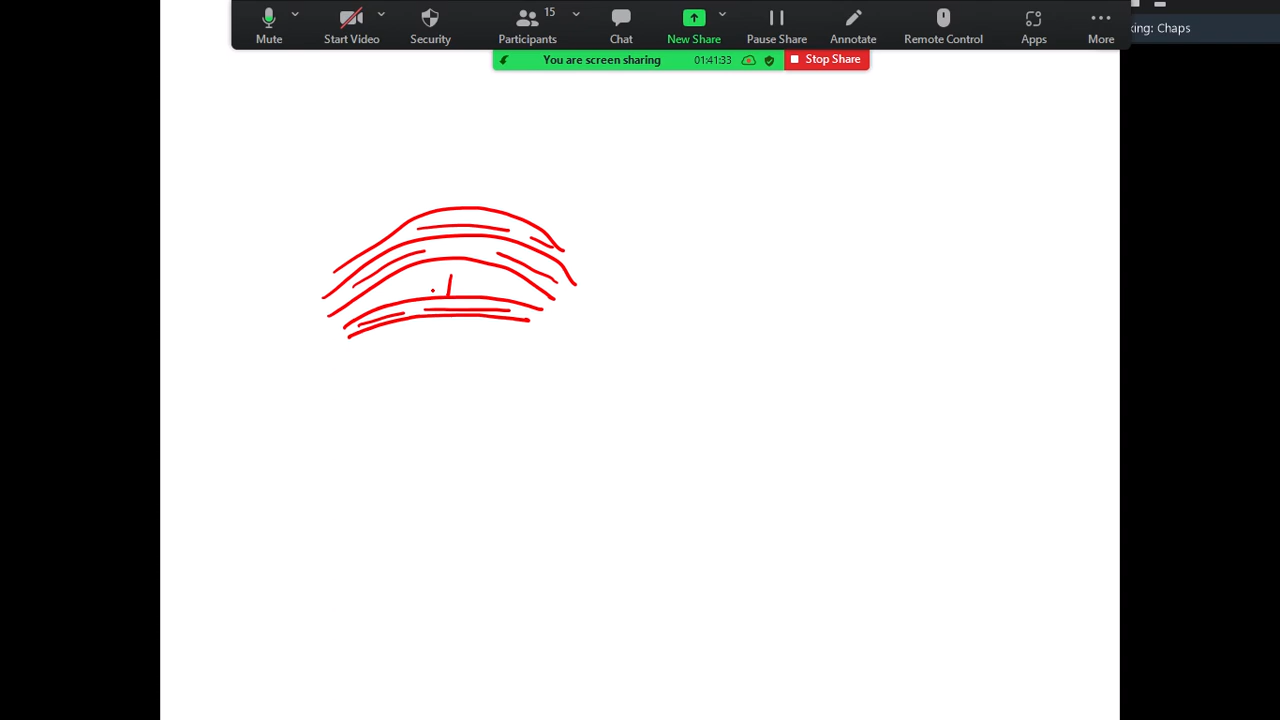 15
Mute Start Video Security Participants Chat New Share Pause Share Annotate Remote Control Apps More
king: Chaps
You are screen sharing 01:41:33 Stop Share